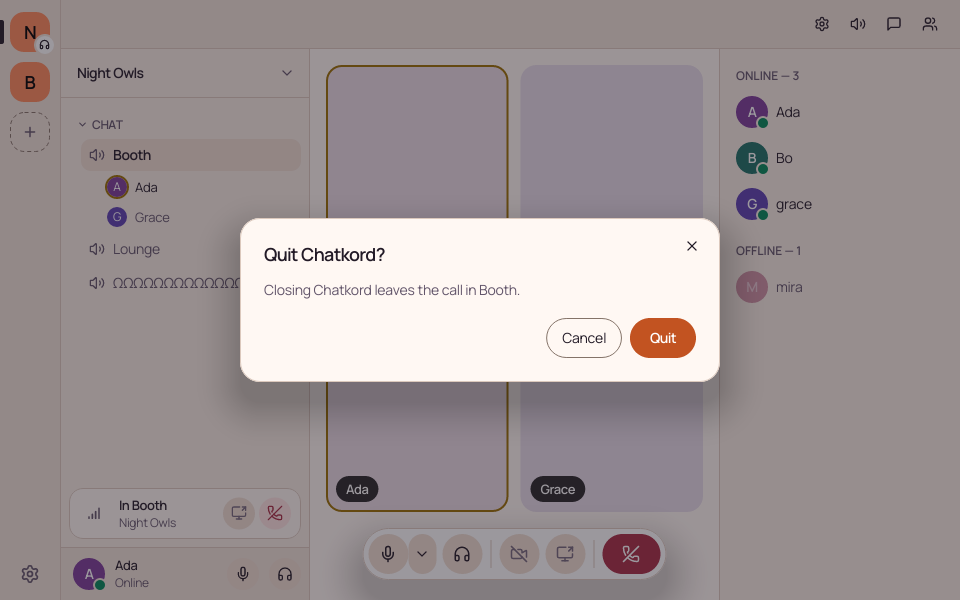 N
B
Night Owls
CHAT
Booth
A Ada
G Grace
Lounge
In Booth
Night Owls
A Ada
Online
Ada
Grace
Quit Chatkord?
Closing Chatkord leaves the call in Booth.
Cancel
Quit
ONLINE — 3
A Ada
B Bo
G grace
OFFLINE — 1
M mira